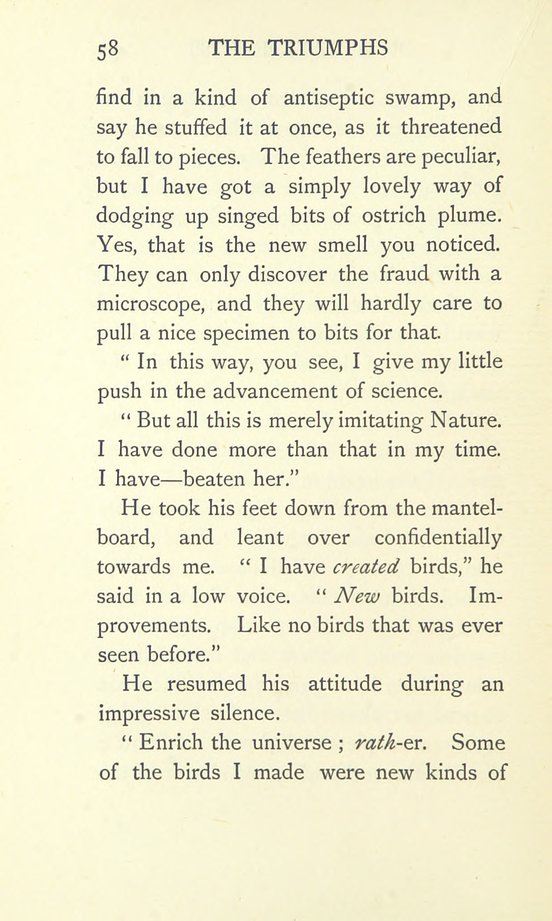 58 THE TRIUMPHS
find in a kind of antiseptic swamp, and
say he stuffed it at once, as it threatened
to fall to pieces. The feathers are peculiar,
but I have got a simply lovely way of
dodging up singed bits of ostrich plume.
Yes, that is the new smell you noticed.
They can only discover the fraud with a
microscope, and they will hardly care to
pull a nice specimen to bits for that.
“ In this way, you see, I give my little
push in the advancement of science.
“ But all this is merely imitating Nature.
I have done more than that in my time.
I have—beaten her.”
He took his feet down from the mantel-
board, and leant over confidentially
towards me. “ I have created birds,” he
said in a low voice. “ New birds. Im-
provements. Like no birds that was ever
seen before.”
He resumed his attitude during an
impressive silence.
“ Enrich the universe ; rath-er. Some
of the birds I made were new kinds of